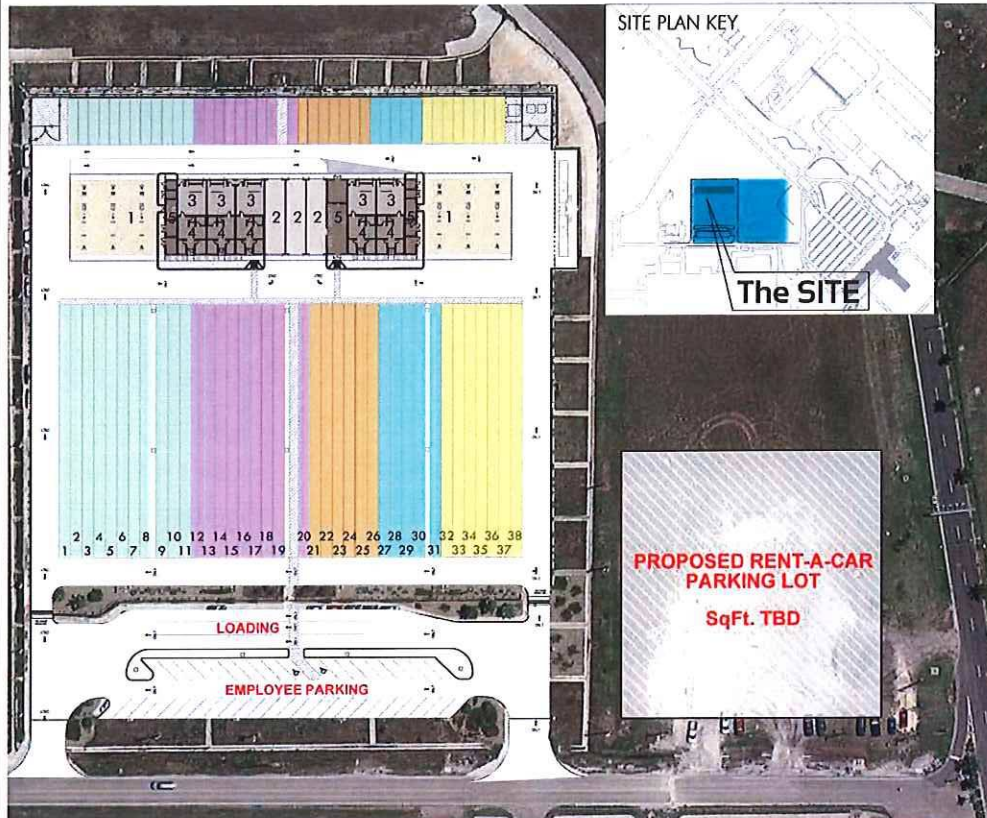 SITE PLAN KEY
The SITE
1 5 3 3 3 2 2 2 5 3 3 5 1
4 4 4 4 4
2 4 6 8 10 12 14 16 18 20 22 24 26 28 30 32 34 36 38
1 3 5 7 9 11 13 15 17 19 21 23 25 27 29 31 33 35 37
LOADING
EMPLOYEE PARKING
PROPOSED RENT-A-CAR
PARKING LOT
SqFt. TBD